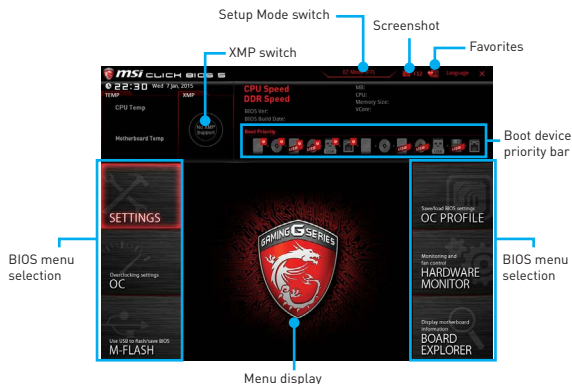 Setup Mode switch
Screenshot
Favorites
XMP switch
msi CLICK BIOS 5
EZ Mode (F7)
F12
Language
X
22:30 Wed 7 Jan, 2015
TEMP
XMP
CPU Temp
Motherboard Temp
No XMP Support
CPU Speed
DDR Speed
BIOS Ver:
BIOS Build Date:
MB:
CPU:
Memory Size:
VCore:
Boot Priority
Boot device
priority bar
SETTINGS
Overclocking settings
OC
Use USB to flash/save BIOS
M-FLASH
BIOS menu
selection
GAMING G SERIES
Save/load BIOS settings
OC PROFILE
Monitoring and
fan control
HARDWARE
MONITOR
Display motherboard
information
BOARD
EXPLORER
BIOS menu
selection
Menu display